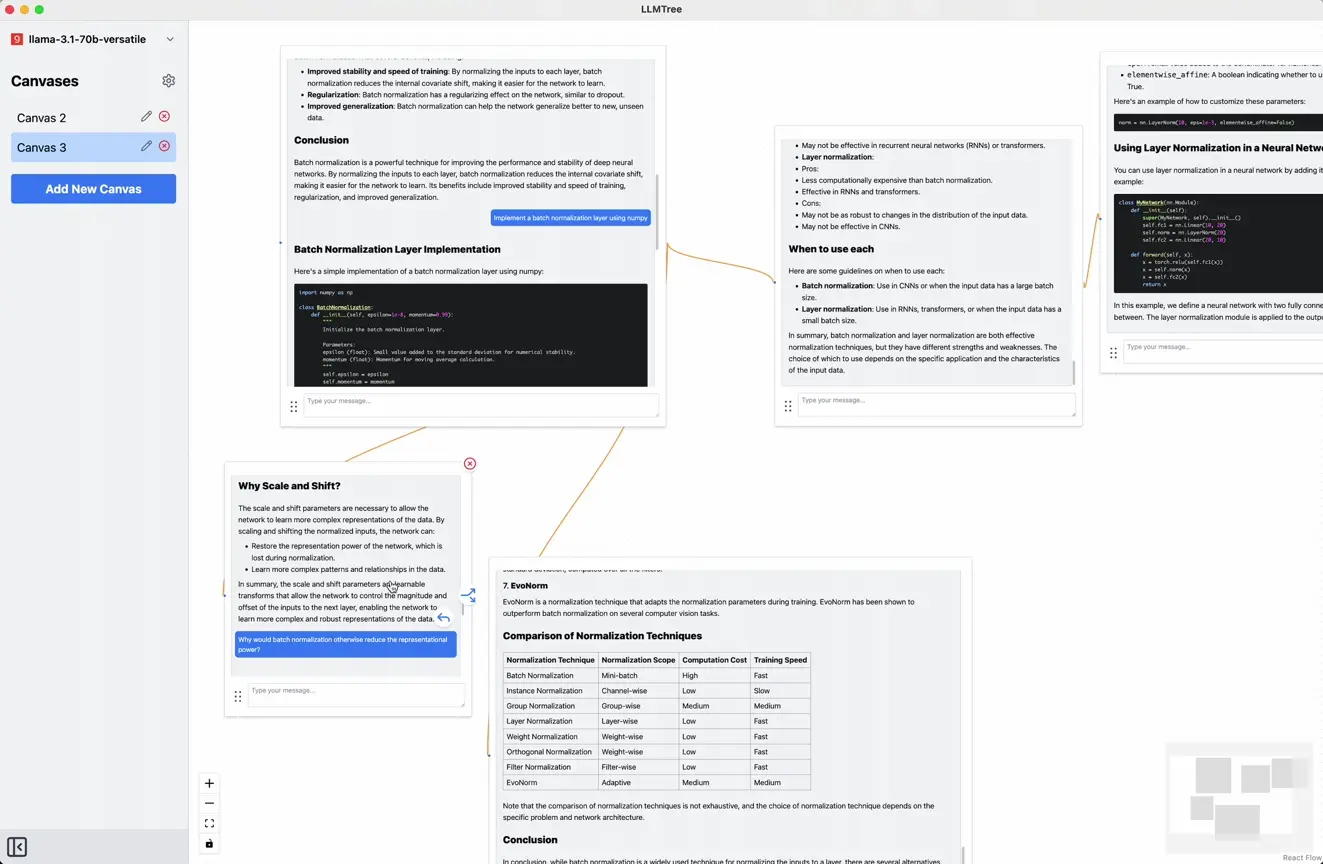 LLMTree
9 llama-3.1-70b-versatile
Canvases
Canvas 2
Canvas 3
Add New Canvas
• Improved stability and speed of training: By normalizing the inputs to each layer, batch
normalization reduces the internal covariate shift, making it easier for the network to learn.
• Regularization: Batch normalization has a regularizing effect on the network, similar to dropout.
• Improved generalization: Batch normalization can help the network generalize better to new, unseen
data.
Conclusion
Batch normalization is a powerful technique for improving the performance and stability of deep neural
networks. By normalizing the inputs to each layer, batch normalization reduces the internal covariate shift,
making it easier for the network to learn. Its benefits include improved stability and speed of training,
regularization, and improved generalization.
Implement a batch normalization layer using numpy
Batch Normalization Layer Implementation
Here's a simple implementation of a batch normalization layer using numpy:
import numpy as np
class BatchNormalization:
def __init__(self, epsilon=1e-8, momentum=0.99):
"""
Initialize the batch normalization layer.
Parameters:
epsilon (float): Small value added to the standard deviation for numerical stability.
momentum (float): Momentum for moving average calculation.
"""
self.epsilon = epsilon
self.momentum = momentum
Type your message...
• May not be effective in recurrent neural networks (RNNs) or transformers.
• Layer normalization:
• Pros:
• Less computationally expensive than batch normalization.
• Effective in RNNs and transformers.
• Cons:
• May not be as robust to changes in the distribution of the input data.
• May not be effective in CNNs.
When to use each
Here are some guidelines on when to use each:
• Batch normalization: Use in CNNs or when the input data has a large batch
size.
• Layer normalization: Use in RNNs, transformers, or when the input data has a
small batch size.
In summary, batch normalization and layer normalization are both effective
normalization techniques, but they have different strengths and weaknesses. The
choice of which to use depends on the specific application and the characteristics
of the input data.
Type your message...
• elementwise_affine: A boolean indicating whether to u
True.
Here's an example of how to customize these parameters:
norm = nn.LayerNorm(10, eps=1e-3, elementwise_affine=False)
Using Layer Normalization in a Neural Netw
You can use layer normalization in a neural network by adding it
example:
class MyNetwork(nn.Module):
def __init__(self):
super(MyNetwork, self).__init__()
self.fc1 = nn.Linear(10, 20)
self.norm = nn.LayerNorm(20)
self.fc2 = nn.Linear(20, 10)
def forward(self, x):
x = torch.relu(self.fc1(x))
x = self.norm(x)
x = self.fc2(x)
return x
In this example, we define a neural network with two fully conne
between. The layer normalization module is applied to the outpu
Type your message...
Why Scale and Shift?
The scale and shift parameters are necessary to allow the
network to learn more complex representations of the data. By
scaling and shifting the normalized inputs, the network can:
• Restore the representation power of the network, which is
lost during normalization.
• Learn more complex patterns and relationships in the data.
In summary, the scale and shift parameters are learnable
transforms that allow the network to control the magnitude and
offset of the inputs to the next layer, enabling the network to
learn more complex and robust representations of the data.
Why would batch normalization otherwise reduce the representational
power?
Type your message...
standard deviation, computed over all the filters.
7. EvoNorm
EvoNorm is a normalization technique that adapts the normalization parameters during training. EvoNorm has been shown to
outperform batch normalization on several computer vision tasks.
Comparison of Normalization Techniques
Normalization Technique Normalization Scope Computation Cost Training Speed
Batch Normalization Mini-batch High Fast
Instance Normalization Channel-wise Low Slow
Group Normalization Group-wise Medium Medium
Layer Normalization Layer-wise Low Fast
Weight Normalization Weight-wise Low Fast
Orthogonal Normalization Weight-wise Low Fast
Filter Normalization Filter-wise Low Fast
EvoNorm Adaptive Medium Medium
Note that the comparison of normalization techniques is not exhaustive, and the choice of normalization technique depends on the
specific problem and network architecture.
Conclusion
In conclusion, while batch normalization is a widely used technique for normalizing the inputs to a layer, there are several alternatives,
React Flow